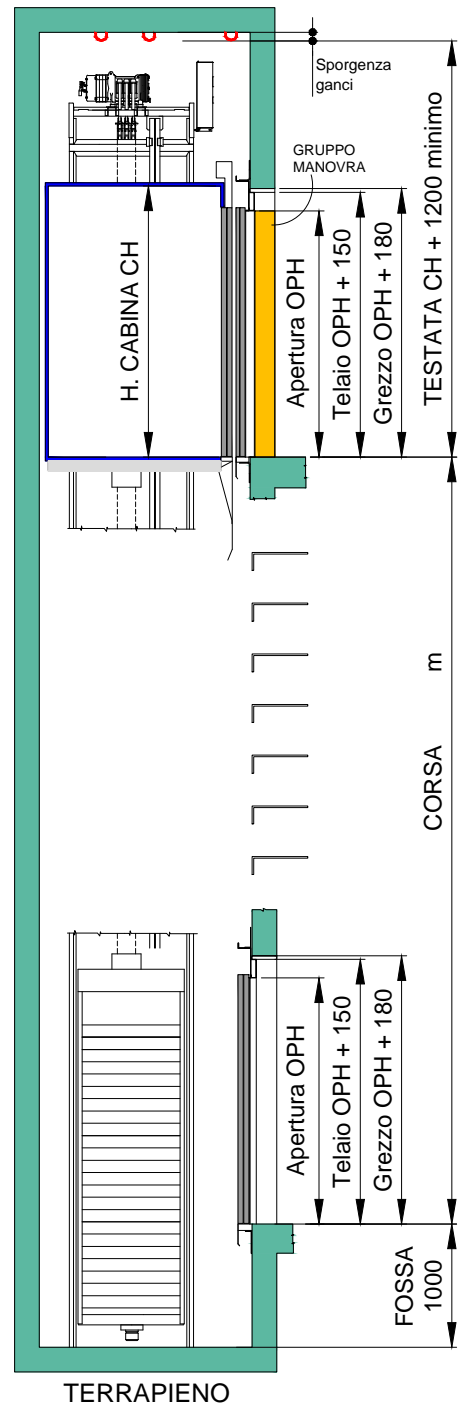 Sporgenza
ganci
GRUPPO
MANOVRA
H. CABINA CH
Apertura OPH
Telaio OPH + 150
Grezzo OPH + 180
TESTATA CH + 1200 minimo
m
CORSA
Apertura OPH
Telaio OPH + 150
Grezzo OPH + 180
FOSSA
1000
TERRAPIENO